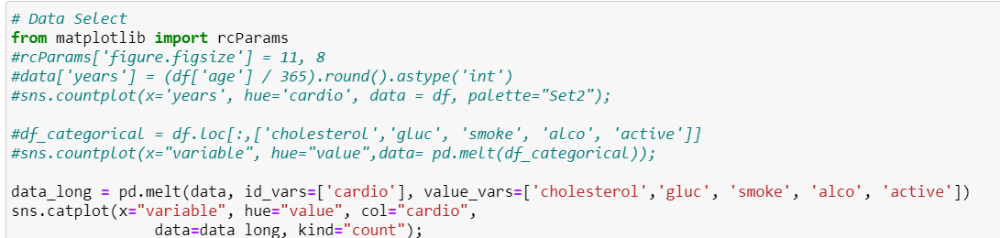 # Data Select
from matplotlib import rcParams
#rcParams['figure.figsize'] = 11, 8
#data['years'] = (df['age'] / 365).round().astype('int')
#sns.countplot(x='years', hue='cardio', data = df, palette="Set2");
#df_categorical = df.loc[:,['cholesterol','gluc', 'smoke', 'alco', 'active']]
#sns.countplot(x="variable", hue="value",data= pd.melt(df_categorical));
data_long = pd.melt(data, id_vars=['cardio'], value_vars=['cholesterol','gluc', 'smoke', 'alco', 'active'])
sns.catplot(x="variable", hue="value", col="cardio",
data=data_long, kind="count");